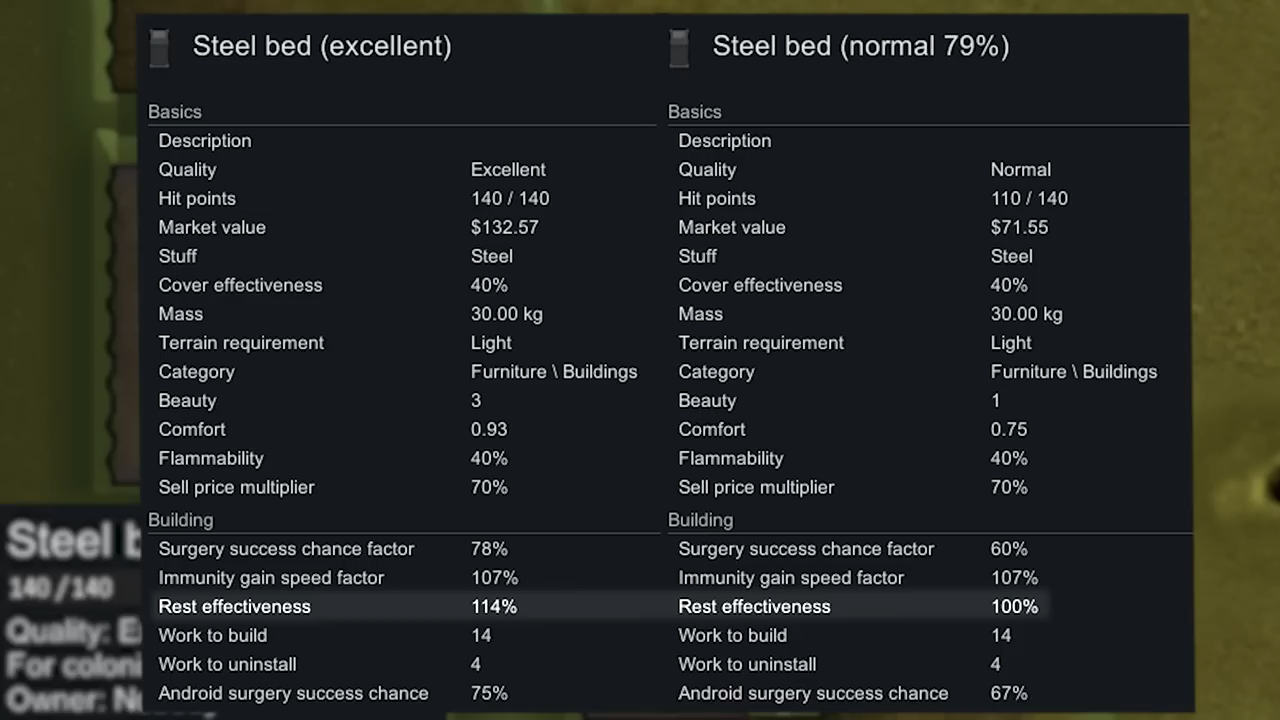 Steel bed (excellent)
Basics
Description
Quality Excellent
Hit points 140 / 140
Market value $132.57
Stuff Steel
Cover effectiveness 40%
Mass 30.00 kg
Terrain requirement Light
Category Furniture \ Buildings
Beauty 3
Comfort 0.93
Flammability 40%
Sell price multiplier 70%
Building
Surgery success chance factor 78%
Immunity gain speed factor 107%
Rest effectiveness 114%
Work to build 14
Work to uninstall 4
Android surgery success chance 75%
Steel bed (normal 79%)
Basics
Description
Quality Normal
Hit points 110 / 140
Market value $71.55
Stuff Steel
Cover effectiveness 40%
Mass 30.00 kg
Terrain requirement Light
Category Furniture \ Buildings
Beauty 1
Comfort 0.75
Flammability 40%
Sell price multiplier 70%
Building
Surgery success chance factor 60%
Immunity gain speed factor 107%
Rest effectiveness 100%
Work to build 14
Work to uninstall 4
Android surgery success chance 67%
Steel
140 / 140
Quality:
For
Owner: